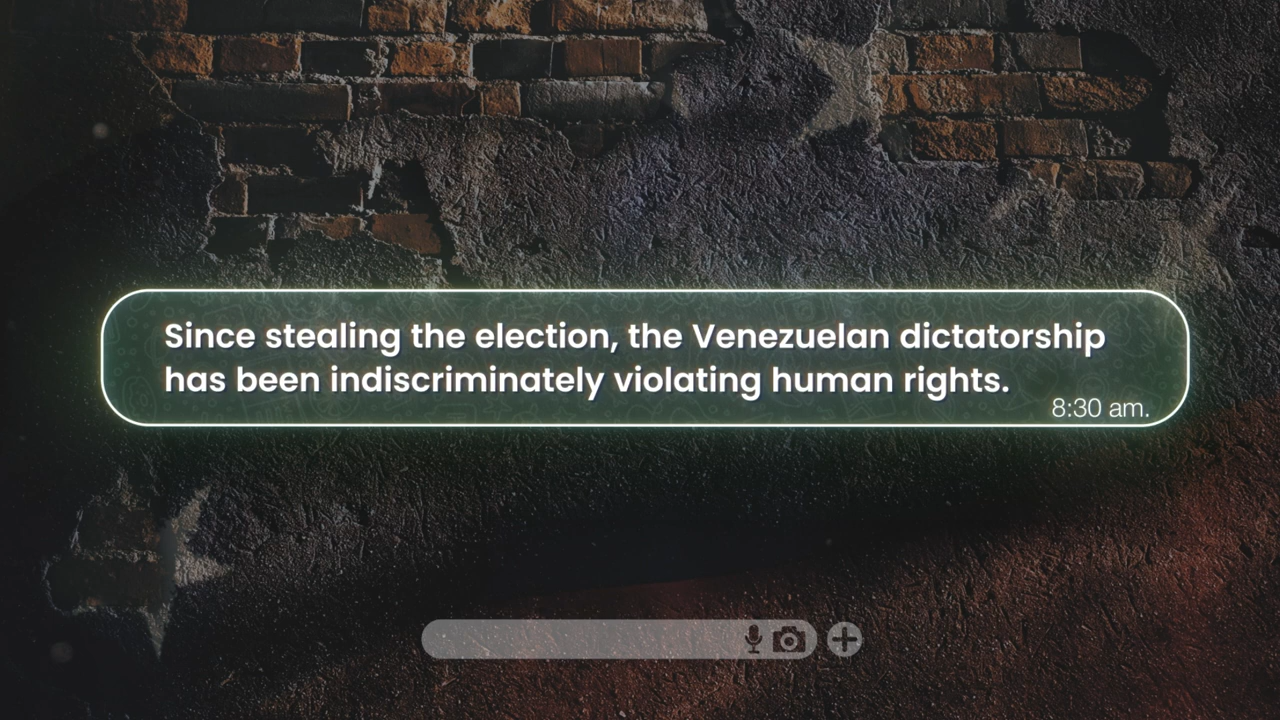 Since stealing the election, the Venezuelan dictatorship
has been indiscriminately violating human rights.
8:30 am.